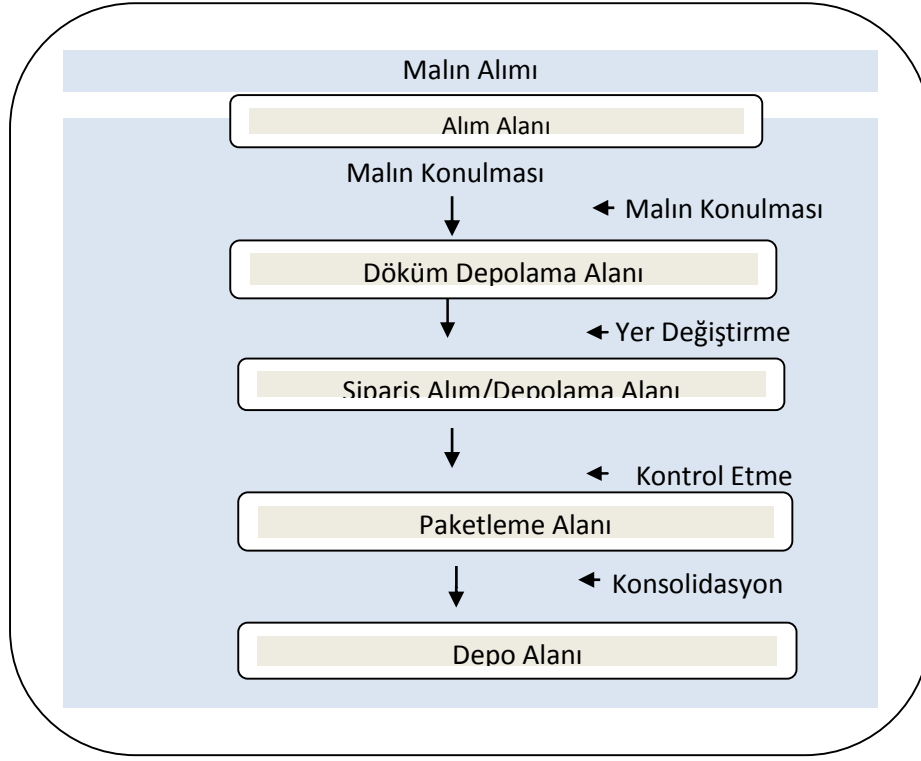 Malın Alımı
Alım Alanı
Malın Konulması
Malın Konulması
Döküm Depolama Alanı
Yer Değiştirme
Sipariş Alım/Depolama Alanı
Kontrol Etme
Paketleme Alanı
Konsolidasyon
Depo Alanı